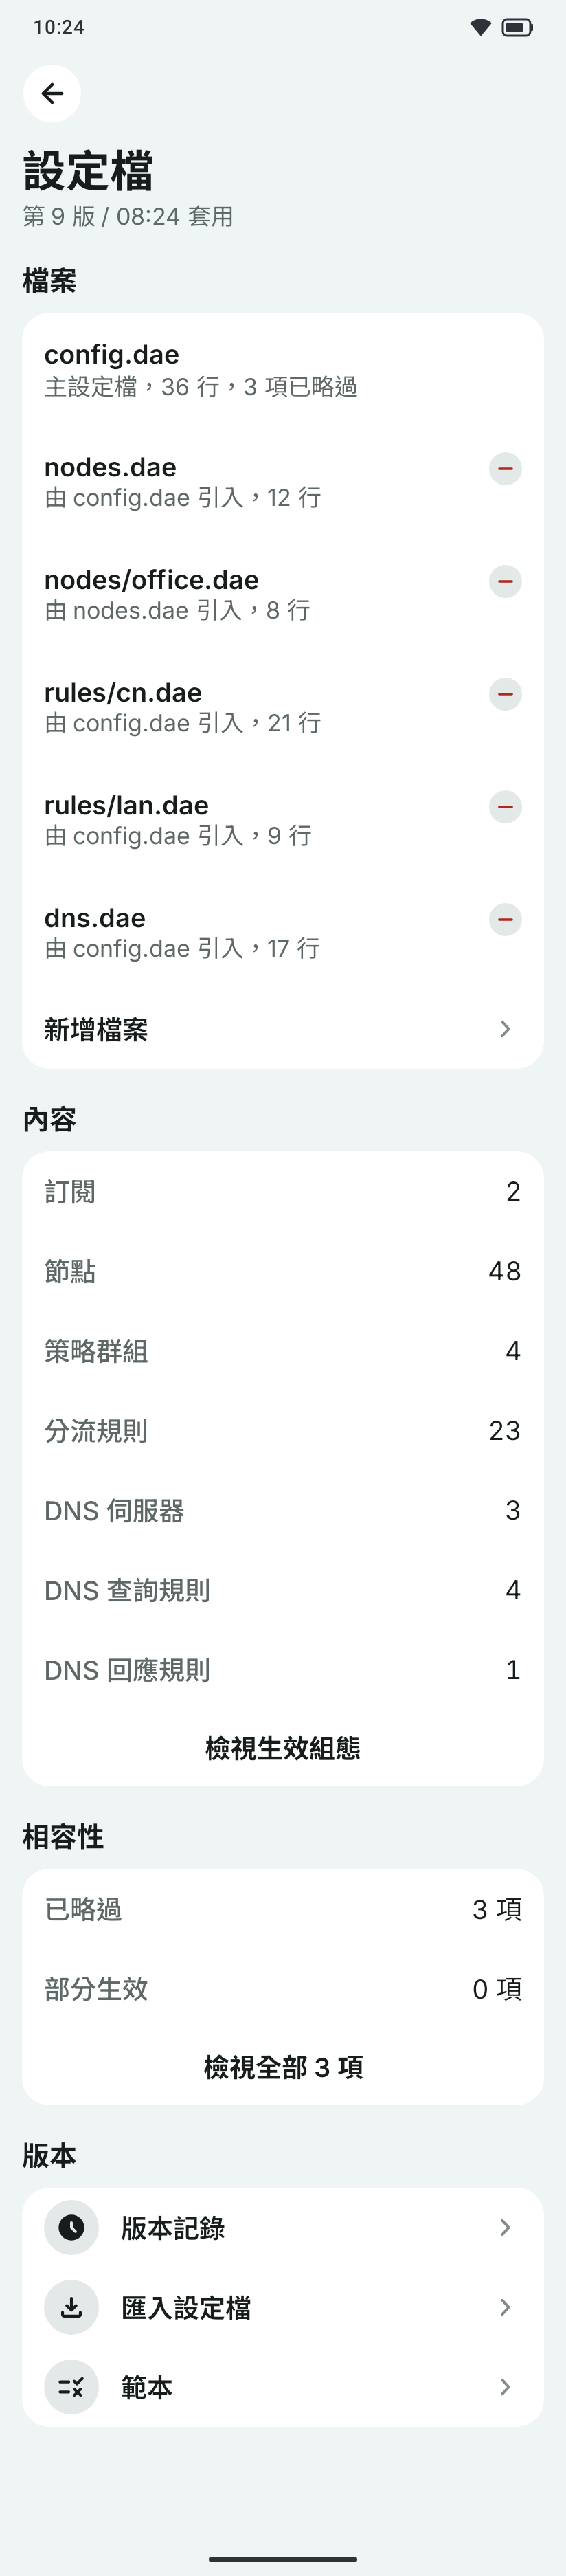 10:24
設定檔
第 9 版 / 08:24 套用
檔案
config.dae
主設定檔，36 行，3 項已略過
nodes.dae
由 config.dae 引入，12 行
nodes/office.dae
由 nodes.dae 引入，8 行
rules/cn.dae
由 config.dae 引入，21 行
rules/lan.dae
由 config.dae 引入，9 行
dns.dae
由 config.dae 引入，17 行
新增檔案
內容
訂閱 2
節點 48
策略群組 4
分流規則 23
DNS 伺服器 3
DNS 查詢規則 4
DNS 回應規則 1
檢視生效組態
相容性
已略過 3 項
部分生效 0 項
檢視全部 3 項
版本
版本記錄
匯入設定檔
範本